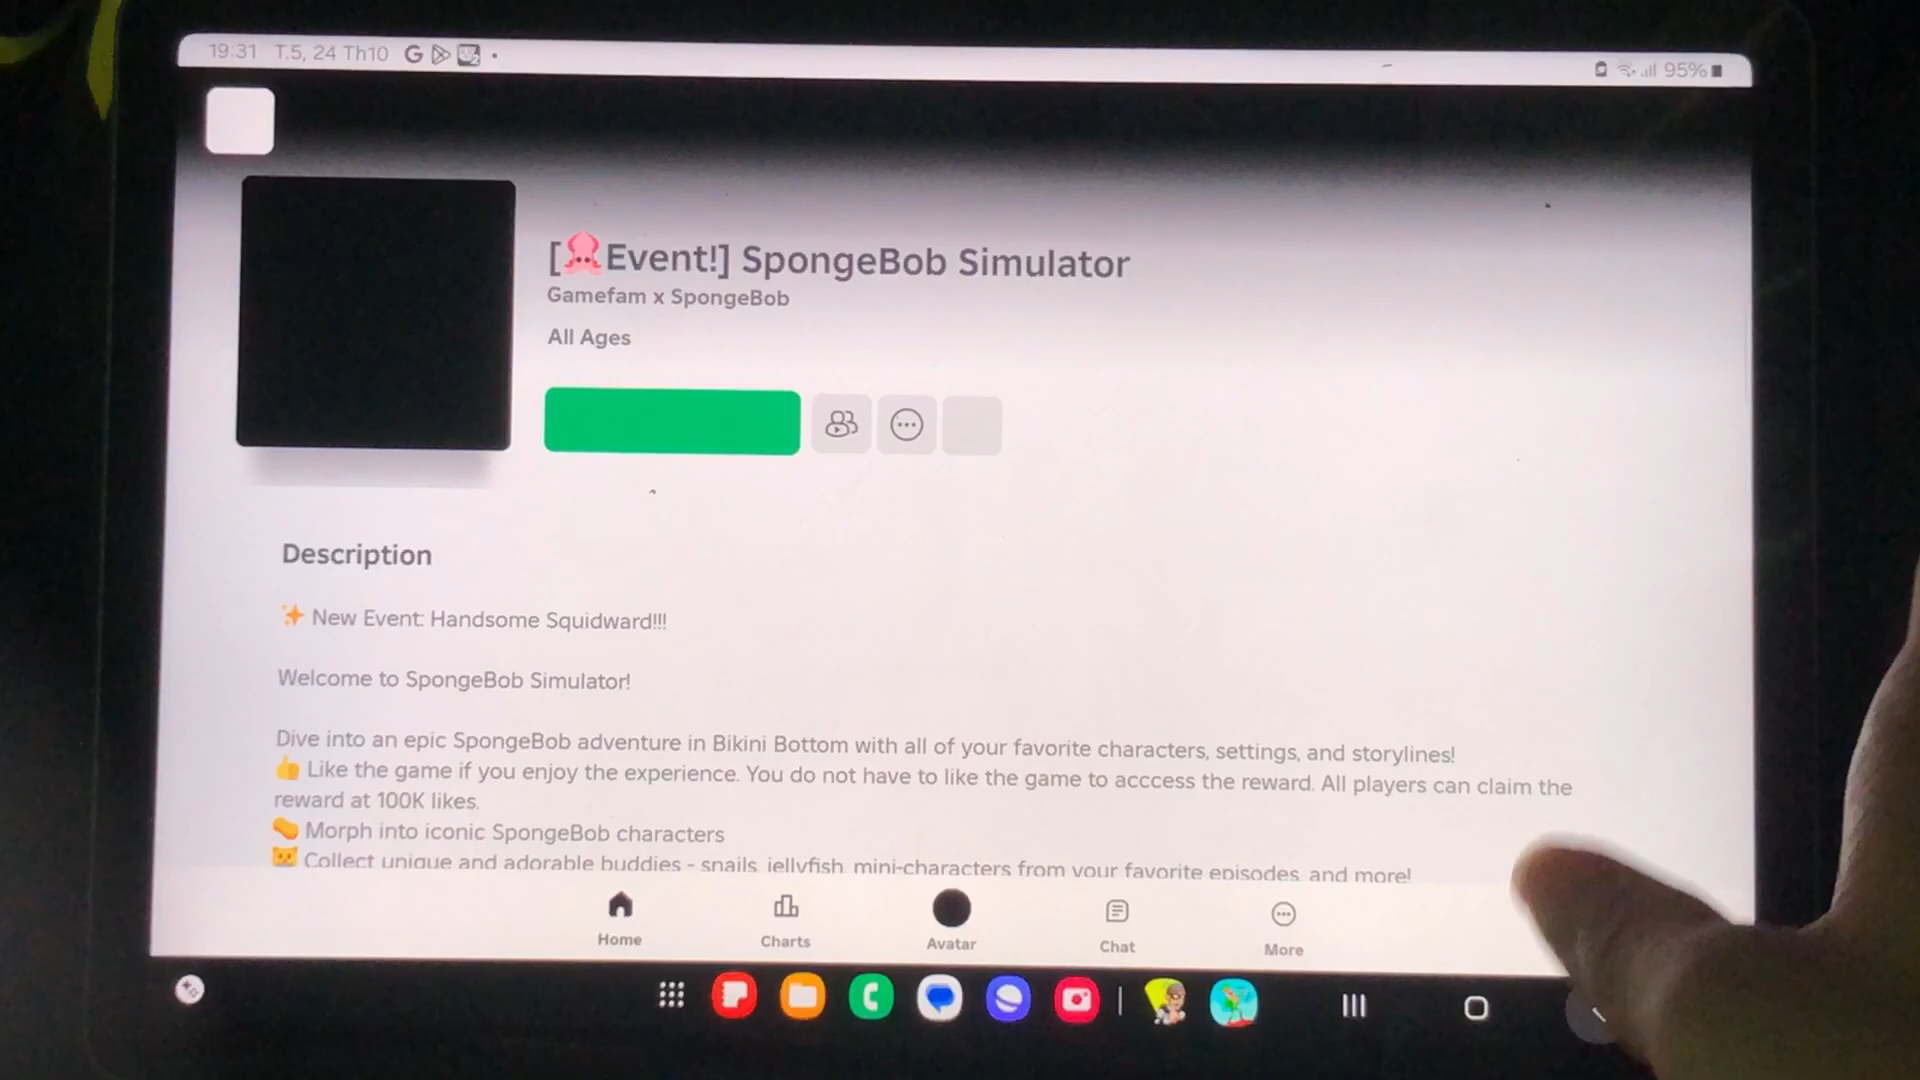 19:31 T.5, 24 Th10
95%
[Event!] SpongeBob Simulator
Gamefam x SpongeBob
All Ages
Description
New Event: Handsome Squidward!!!
Welcome to SpongeBob Simulator!
Dive into an epic SpongeBob adventure in Bikini Bottom with all of your favorite characters, settings, and storylines!
Like the game if you enjoy the experience. You do not have to like the game to acccess the reward. All players can claim the
reward at 100K likes.
Morph into iconic SpongeBob characters
Collect unique and adorable buddies - snails, jellyfish, mini-characters from your favorite episodes, and more!
Home
Charts
Avatar
Chat
More